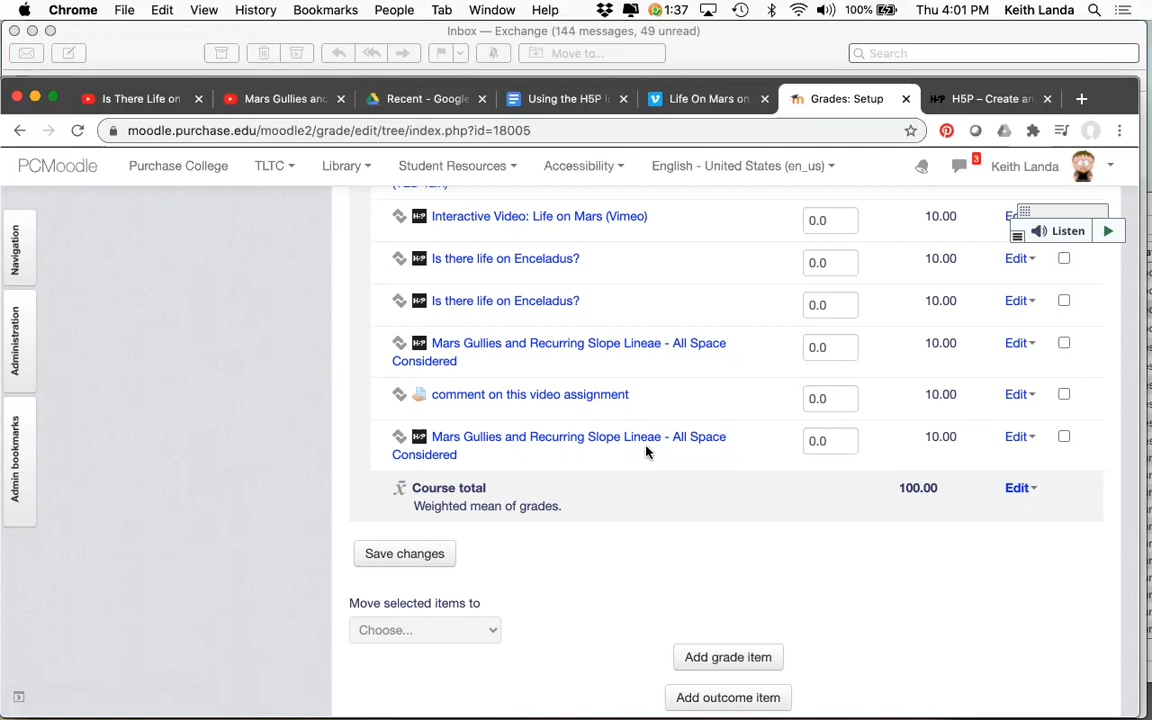 Chrome File Edit View History Bookmarks People Tab Window Help 1:37 100% Thu 4:01 PM Keith Landa
Inbox — Exchange (144 messages, 49 unread)
Move to... Search
Is There Life on Mars Gullies and Recent - Google Using the H5P I Life On Mars on Grades: Setup H5P – Create an
moodle.purchase.edu/moodle2/grade/edit/tree/index.php?id=18005
PCMoodle Purchase College TLTC Library Student Resources Accessibility English - United States (en_us) 3 Keith Landa
Interactive Video: Life on Mars (Vimeo) 0.0 10.00
Listen
Is there life on Enceladus? 0.0 10.00 Edit
Is there life on Enceladus? 0.0 10.00 Edit
Mars Gullies and Recurring Slope Lineae - All Space 0.0 10.00 Edit
Considered
comment on this video assignment 0.0 10.00 Edit
Mars Gullies and Recurring Slope Lineae - All Space 0.0 10.00 Edit
Considered
Course total 100.00 Edit
Weighted mean of grades.
Save changes
Move selected items to
Choose...
Add grade item
Add outcome item
Navigation
Administration
Admin bookmarks